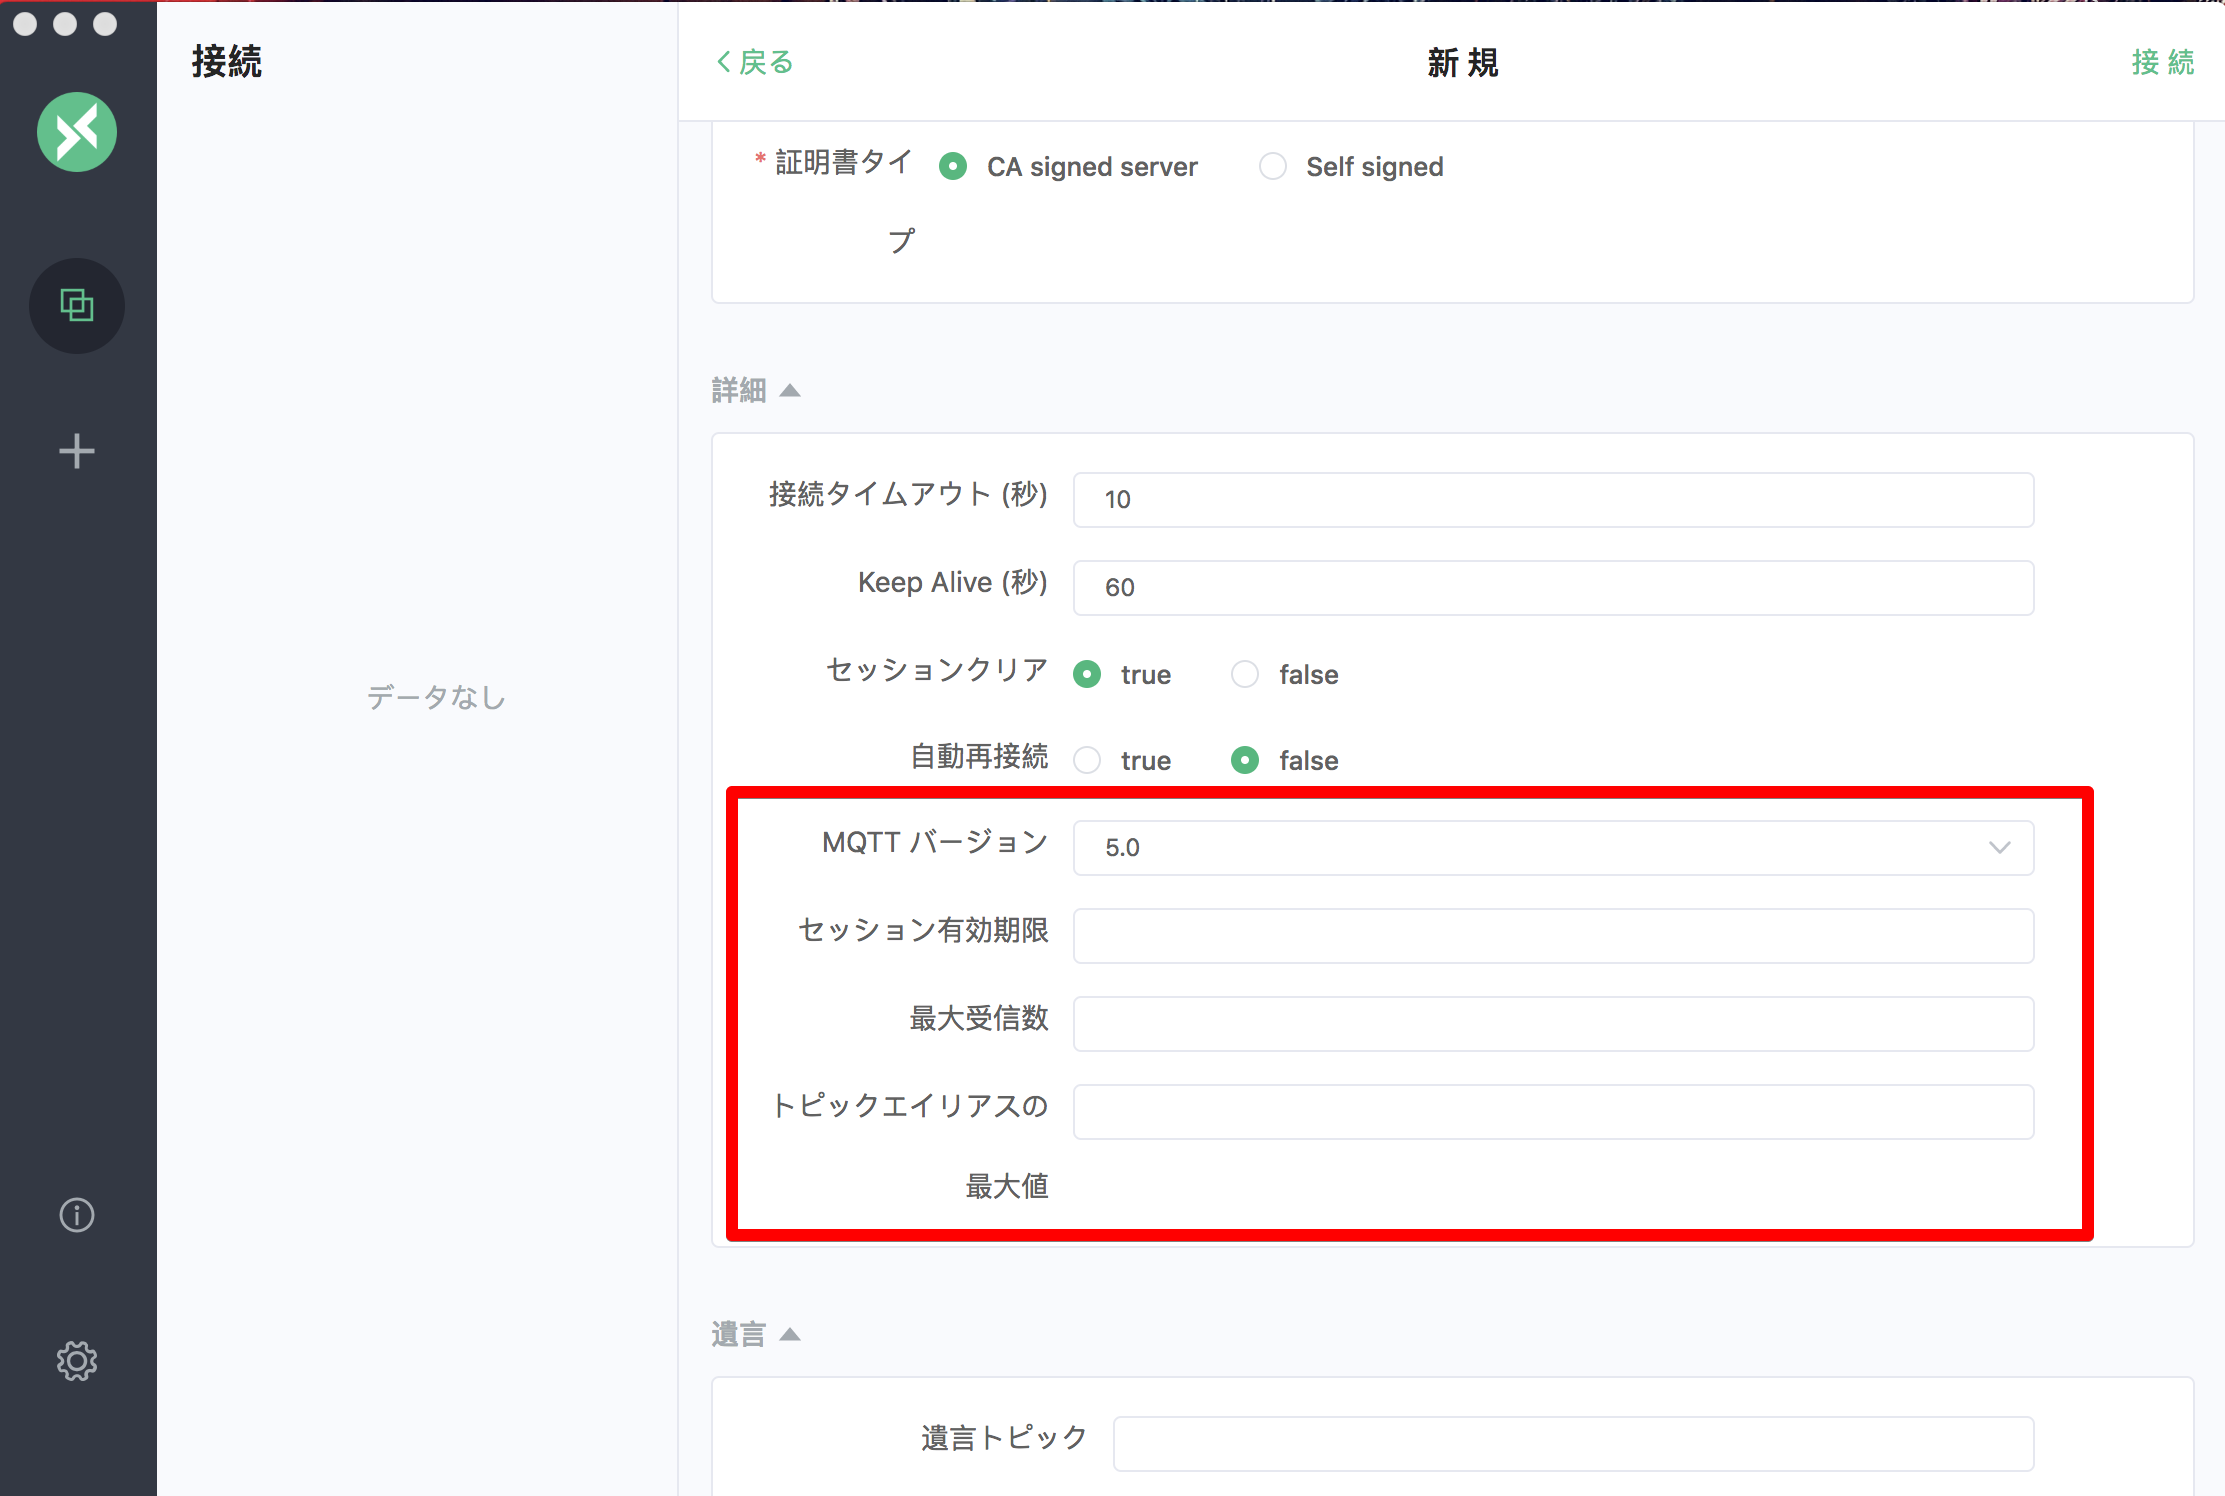 接続
データなし
戻る
新 規
接 続
* 証明書タイ
プ
CA signed server
Self signed
詳細
接続タイムアウト (秒)
10
Keep Alive (秒)
60
セッションクリア
true
false
自動再接続
true
false
MQTT バージョン
5.0
セッション有効期限
最大受信数
トピックエイリアスの
最大値
遺言
遺言トピック